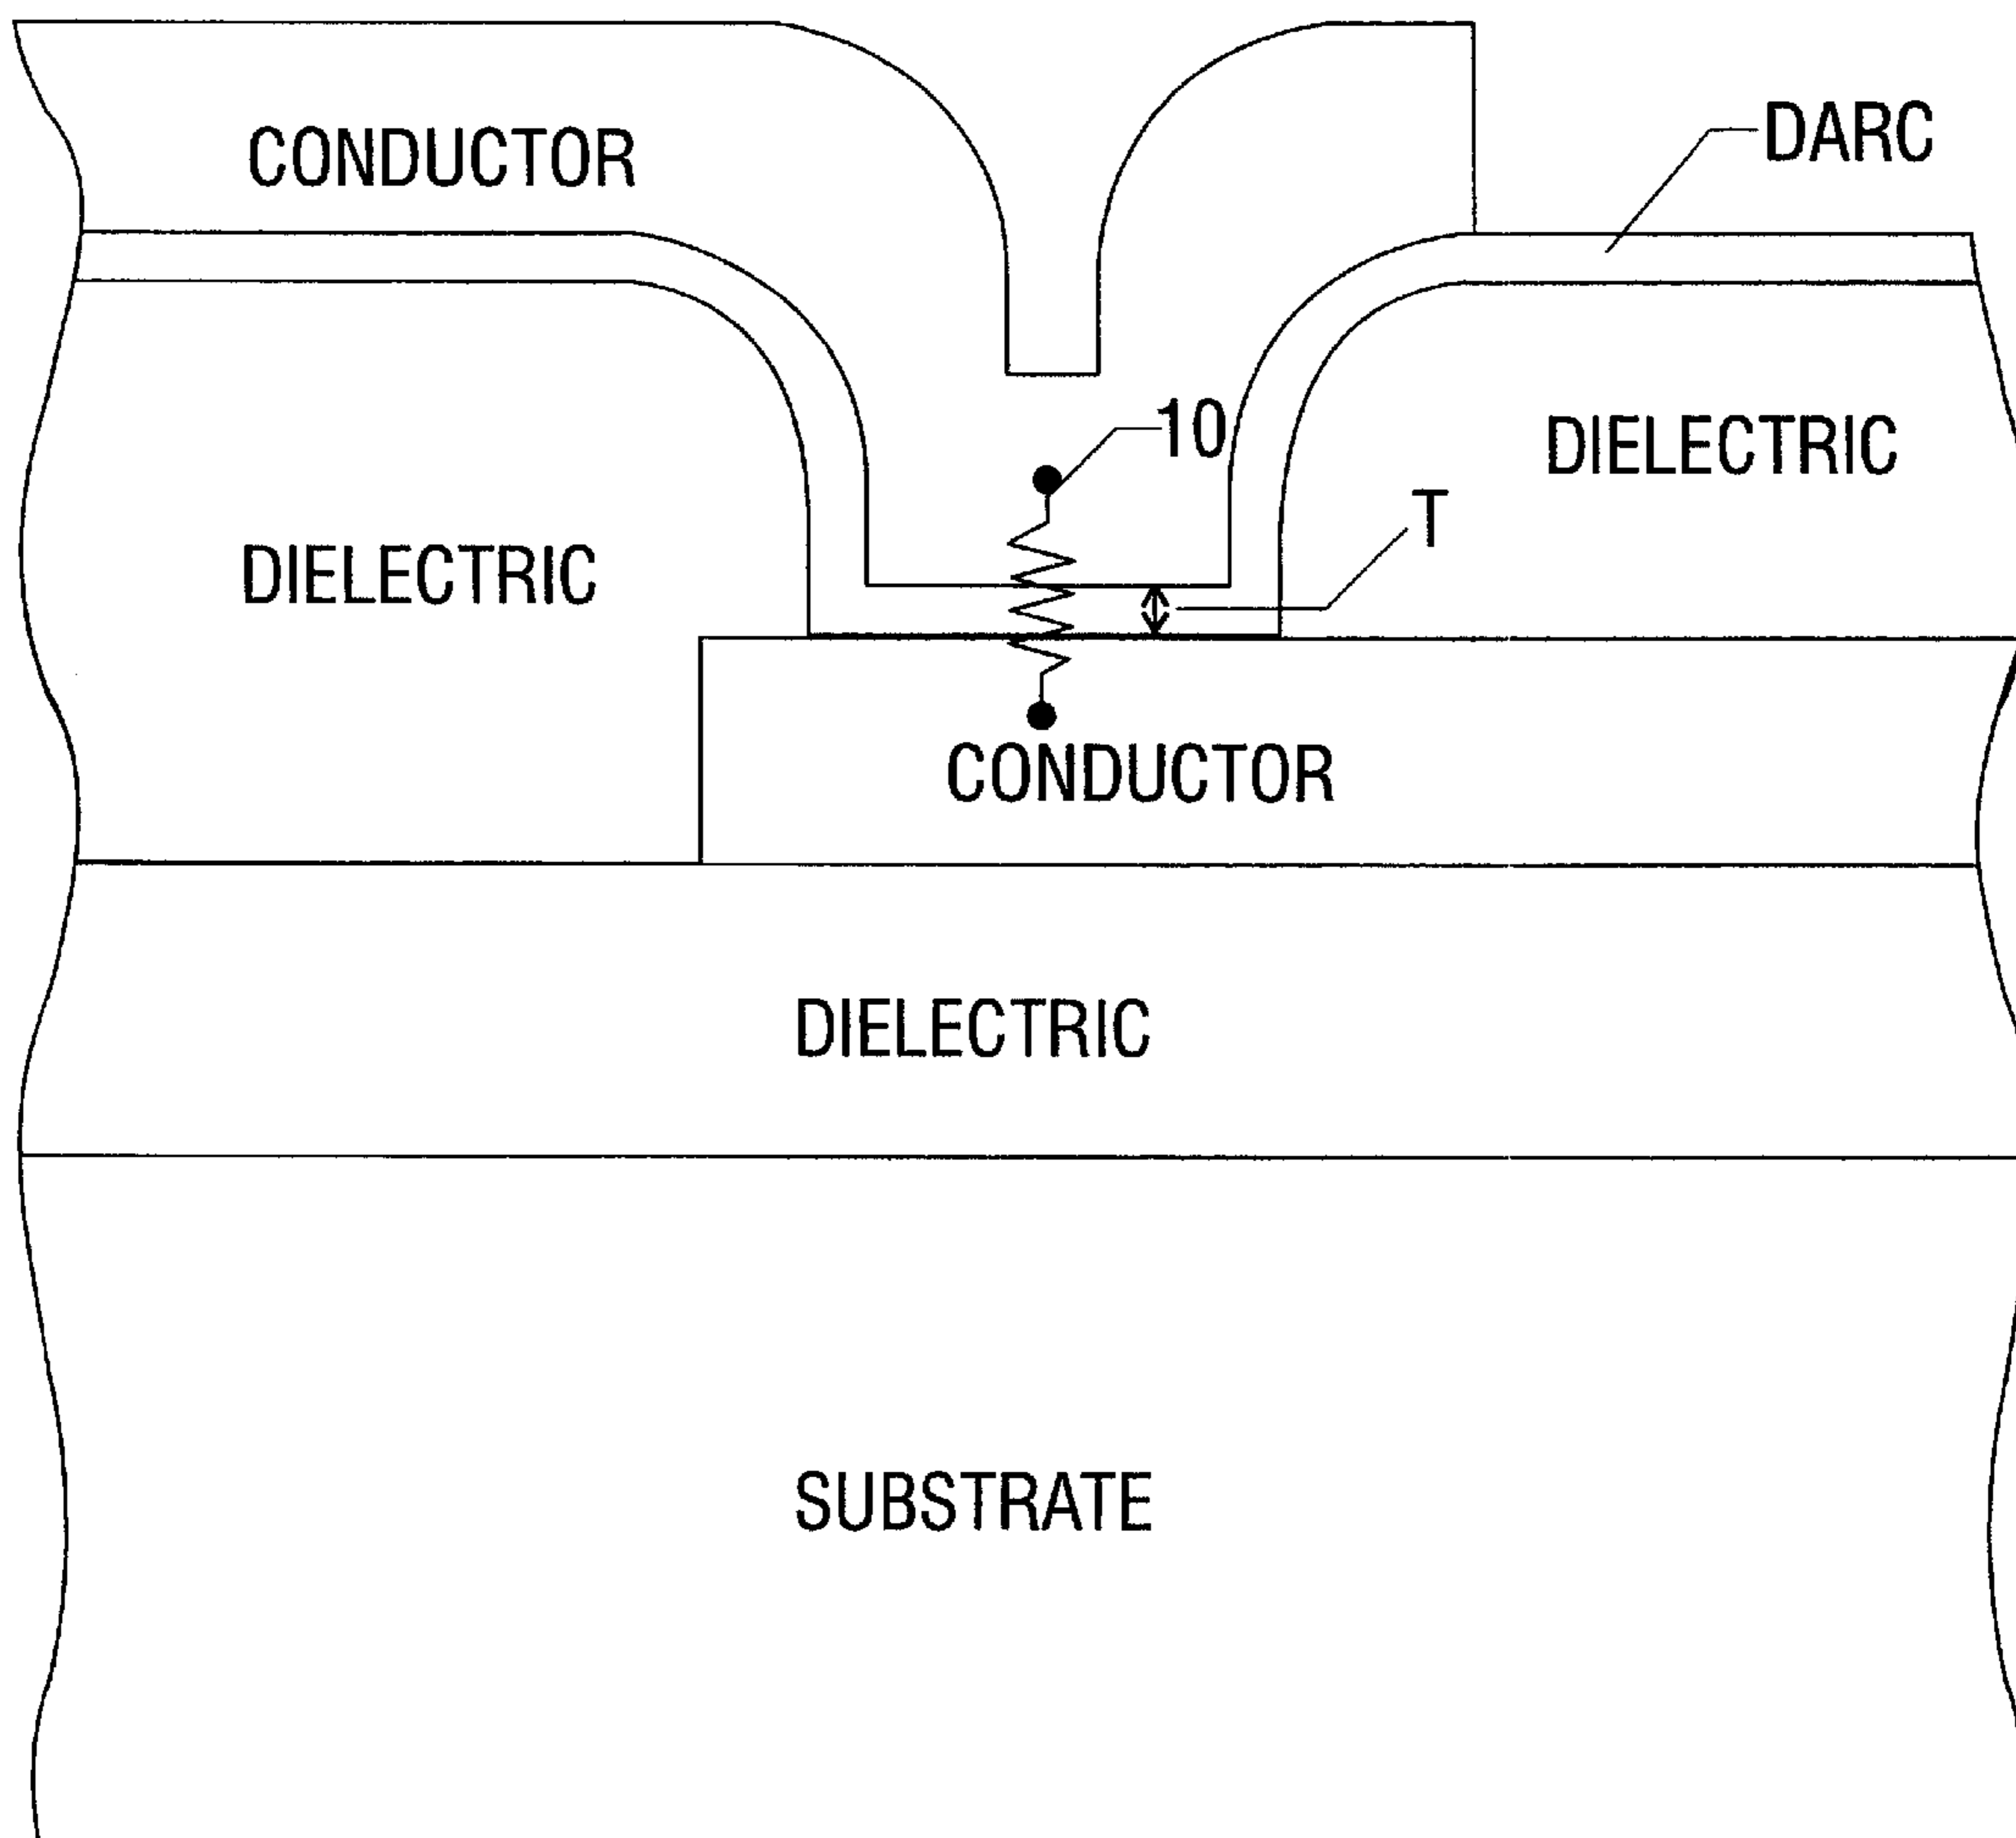 DARC
CONDUCTOR
10
DIELECTRIC
T
DIELECTRIC
CONDUCTOR
DIELECTRIC
SUBSTRATE